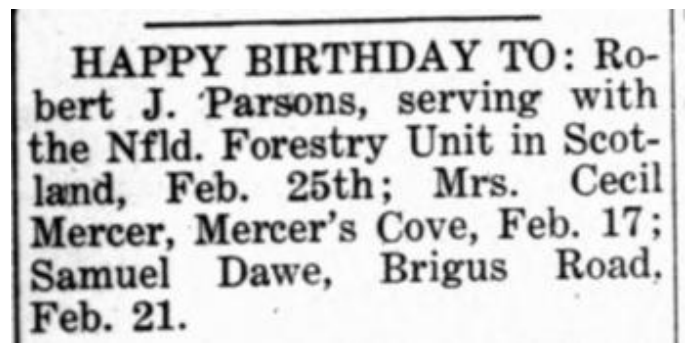 HAPPY BIRTHDAY TO: Ro-
bert J. Parsons, serving with
the Nfld. Forestry Unit in Scot-
land, Feb. 25th; Mrs. Cecil
Mercer, Mercer's Cove, Feb. 17;
Samuel Dawe, Brigus Road,
Feb. 21.